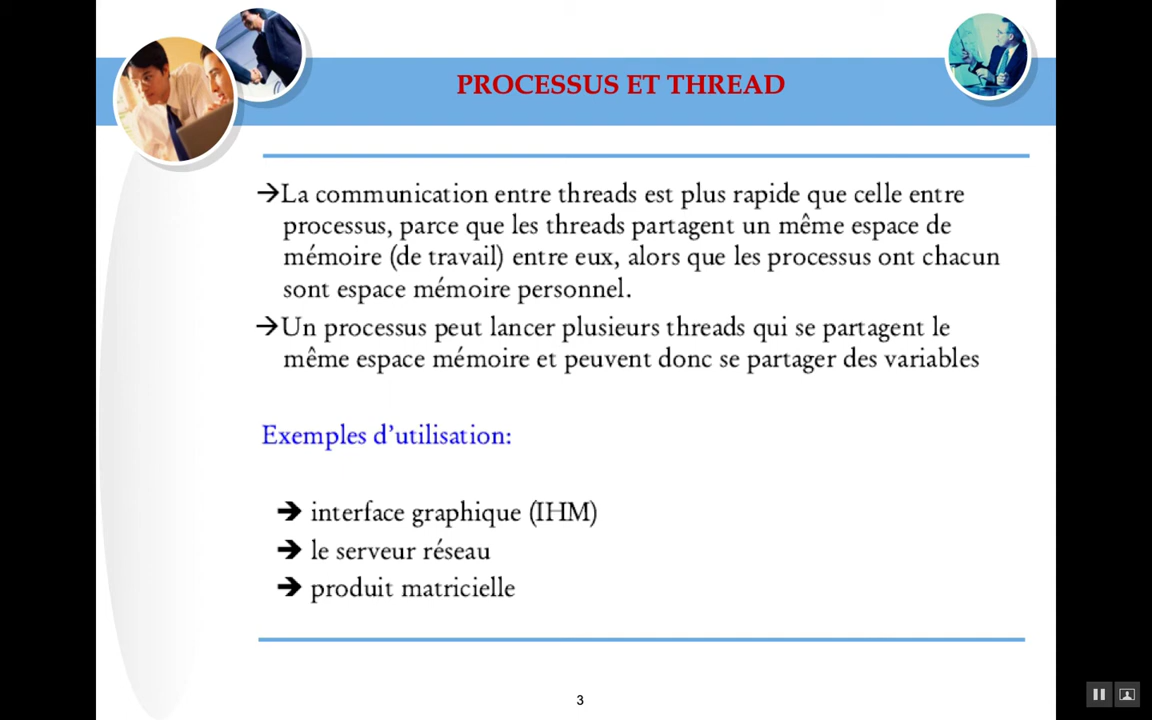 PROCESSUS ET THREAD
→La communication entre threads est plus rapide que celle entre
processus, parce que les threads partagent un même espace de
mémoire (de travail) entre eux, alors que les processus ont chacun
sont espace mémoire personnel.
→Un processus peut lancer plusieurs threads qui se partagent le
même espace mémoire et peuvent donc se partager des variables
Exemples d’utilisation:
➔ interface graphique (IHM)
➔ le serveur réseau
➔ produit matricielle
3